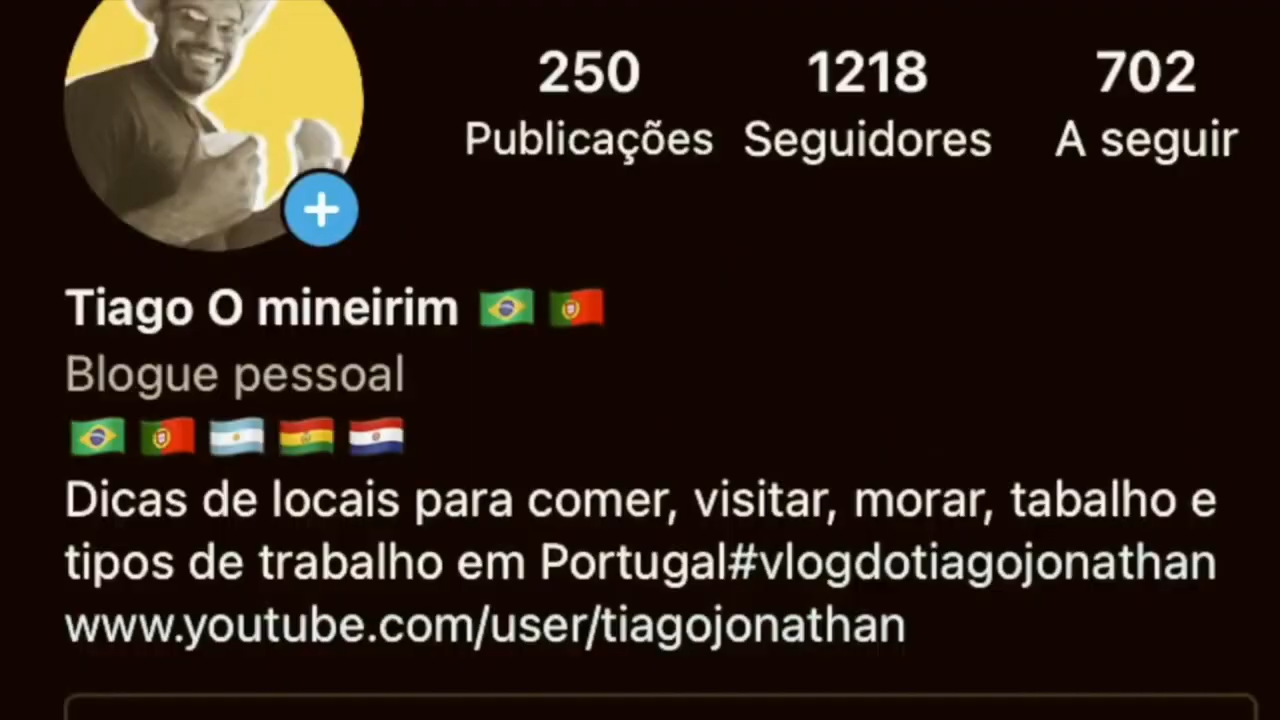 250 1218 702
Publicações Seguidores A seguir
Tiago O mineirim 🇧🇷 🇵🇹
Blogue pessoal
🇧🇷 🇵🇹 🇦🇷 🇧🇴 🇵🇾
Dicas de locais para comer, visitar, morar, tabalho e
tipos de trabalho em Portugal#vlogdotiagojonathan
www.youtube.com/user/tiagojonathan